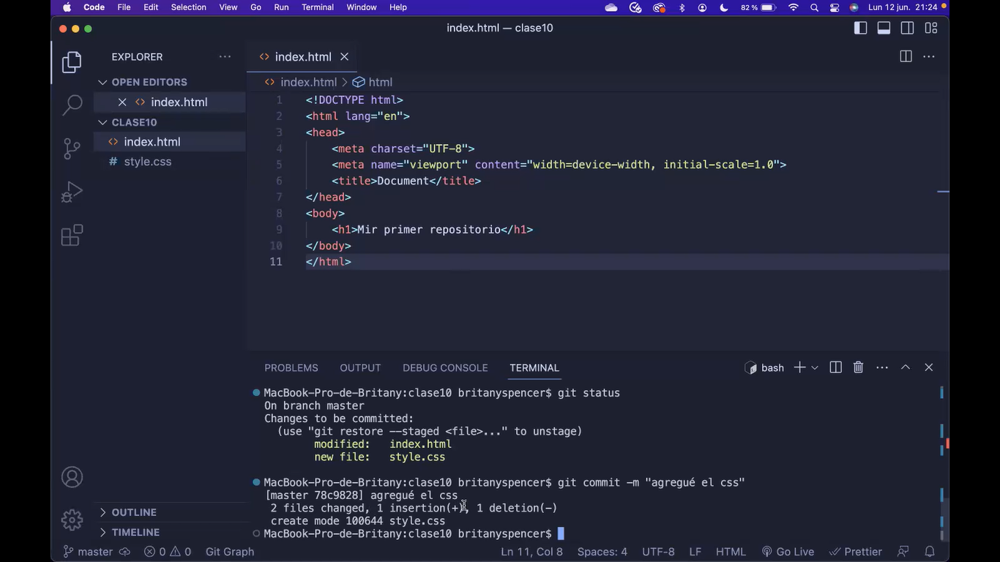 Code File Edit Selection View Go Run Terminal Window Help 82 % Lun 12 jun. 21:24
index.html — clase10
EXPLORER
index.html
OPEN EDITORS
index.html
CLASE10
index.html
style.css
index.html > html
1 <!DOCTYPE html>
2 <html lang="en">
3 <head>
4 <meta charset="UTF-8">
5 <meta name="viewport" content="width=device-width, initial-scale=1.0">
6 <title>Document</title>
7 </head>
8 <body>
9 <h1>Mir primer repositorio</h1>
10 </body>
11 </html>
PROBLEMS OUTPUT DEBUG CONSOLE TERMINAL bash
MacBook-Pro-de-Britany:clase10 britanyspencer$ git status
On branch master
Changes to be committed:
(use "git restore --staged <file>..." to unstage)
modified: index.html
new file: style.css
MacBook-Pro-de-Britany:clase10 britanyspencer$ git commit -m "agregué el css"
[master 78c9828] agregué el css
2 files changed, 1 insertion(+), 1 deletion(-)
create mode 100644 style.css
MacBook-Pro-de-Britany:clase10 britanyspencer$
OUTLINE
TIMELINE
master 0 0 Git Graph Ln 11, Col 8 Spaces: 4 UTF-8 LF HTML Go Live Prettier